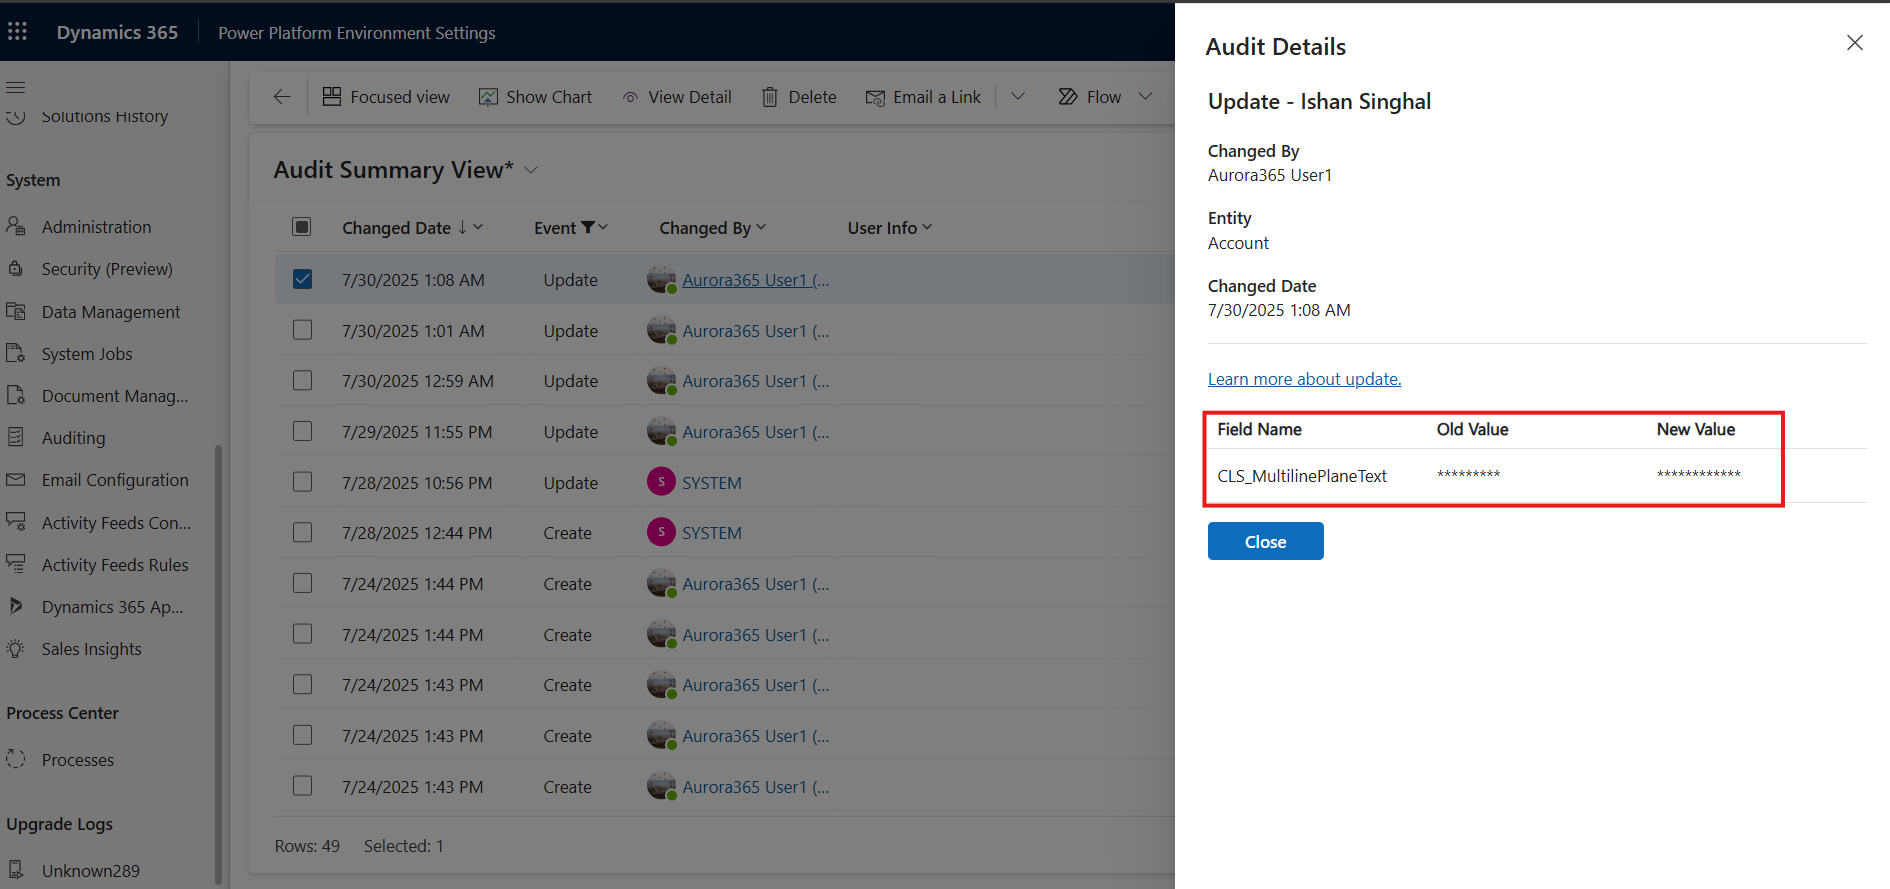 Dynamics 365
Power Platform Environment Settings
Solutions History
System
Administration
Security (Preview)
Data Management
System Jobs
Document Manag...
Auditing
Email Configuration
Activity Feeds Con...
Activity Feeds Rules
Dynamics 365 Ap...
Sales Insights
Process Center
Processes
Upgrade Logs
Unknown289
Focused view Show Chart View Detail Delete Email a Link Flow
Audit Summary View*
Changed Date Event Changed By User Info
7/30/2025 1:08 AM Update Aurora365 User1 (...
7/30/2025 1:01 AM Update Aurora365 User1 (...
7/30/2025 12:59 AM Update Aurora365 User1 (...
7/29/2025 11:55 PM Update Aurora365 User1 (...
7/28/2025 10:56 PM Update S SYSTEM
7/28/2025 12:44 PM Create S SYSTEM
7/24/2025 1:44 PM Create Aurora365 User1 (...
7/24/2025 1:44 PM Create Aurora365 User1 (...
7/24/2025 1:43 PM Create Aurora365 User1 (...
7/24/2025 1:43 PM Create Aurora365 User1 (...
7/24/2025 1:43 PM Create Aurora365 User1 (...
Rows: 49 Selected: 1
Audit Details
Update - Ishan Singhal
Changed By
Aurora365 User1
Entity
Account
Changed Date
7/30/2025 1:08 AM
Learn more about update.
Field Name Old Value New Value
CLS_MultilinePlaneText ********* ************
Close